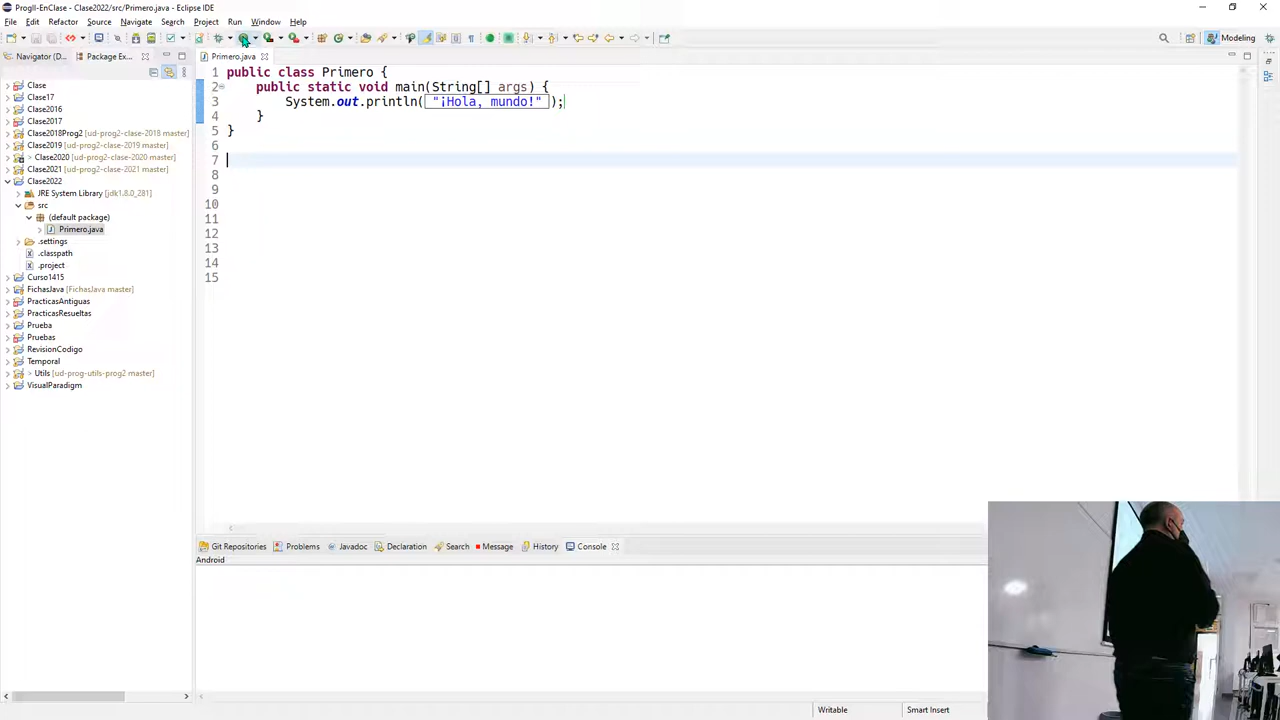 ProgII-EnClase - Clase2022/src/Primero.java - Eclipse IDE
File Edit Refactor Source Navigate Search Project Run Window Help
Modeling
Navigator (D... Package Ex...
Primero.java
Clase
Clase17
Clase2016
Clase2017
Clase2018Prog2 [ud-prog2-clase-2018 master]
Clase2019 [ud-prog2-clase-2019 master]
> Clase2020 [ud-prog2-clase-2020 master]
Clase2021 [ud-prog2-clase-2021 master]
Clase2022
JRE System Library [jdk1.8.0_281]
src
(default package)
Primero.java
.settings
.classpath
.project
Curso1415
FichasJava [FichasJava master]
PracticasAntiguas
PracticasResueltas
Prueba
Pruebas
RevisionCodigo
Temporal
> Utils [ud-prog-utils-prog2 master]
VisualParadigm
1 public class Primero {
2 public static void main(String[] args) {
3 System.out.println( "¡Hola, mundo!" );
4 }
5 }
6
7
8
9
10
11
12
13
14
15
Git Repositories Problems Javadoc Declaration Search Message History Console
Android
Writable Smart Insert